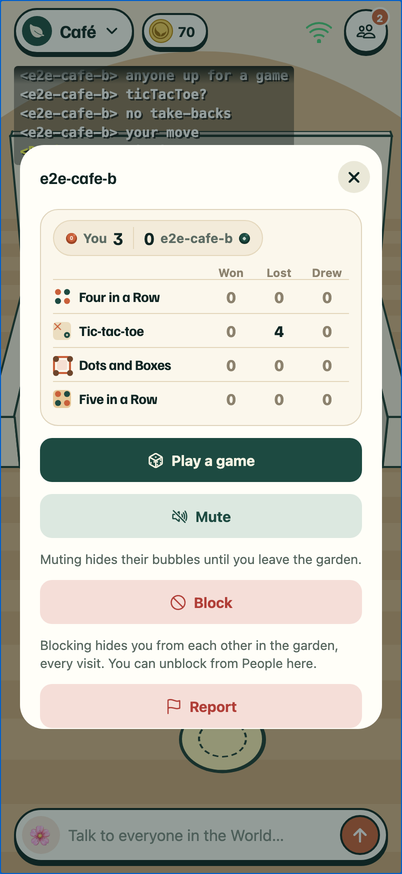 Café
70
2
<e2e-cafe-b> anyone up for a game
<e2e-cafe-b> ticTacToe?
<e2e-cafe-b> no take-backs
<e2e-cafe-b> your move
e2e-cafe-b
You 3 0 e2e-cafe-b
Won Lost Drew
Four in a Row 0 0 0
Tic-tac-toe 0 4 0
Dots and Boxes 0 0 0
Five in a Row 0 0 0
Play a game
Mute
Muting hides their bubbles until you leave the garden.
Block
Blocking hides you from each other in the garden,
every visit. You can unblock from People here.
Report
Talk to everyone in the World...